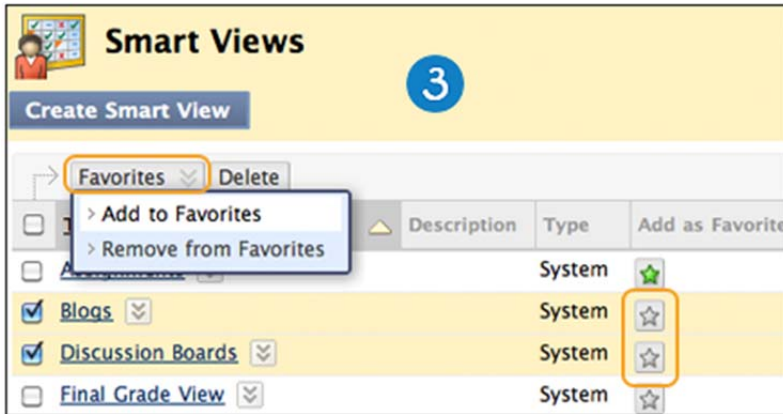 Smart Views
3
Create Smart View
Favorites Delete
> Add to Favorites
> Remove from Favorites
Description Type Add as Favorite
System
Blogs System
Discussion Boards System
Final Grade View System